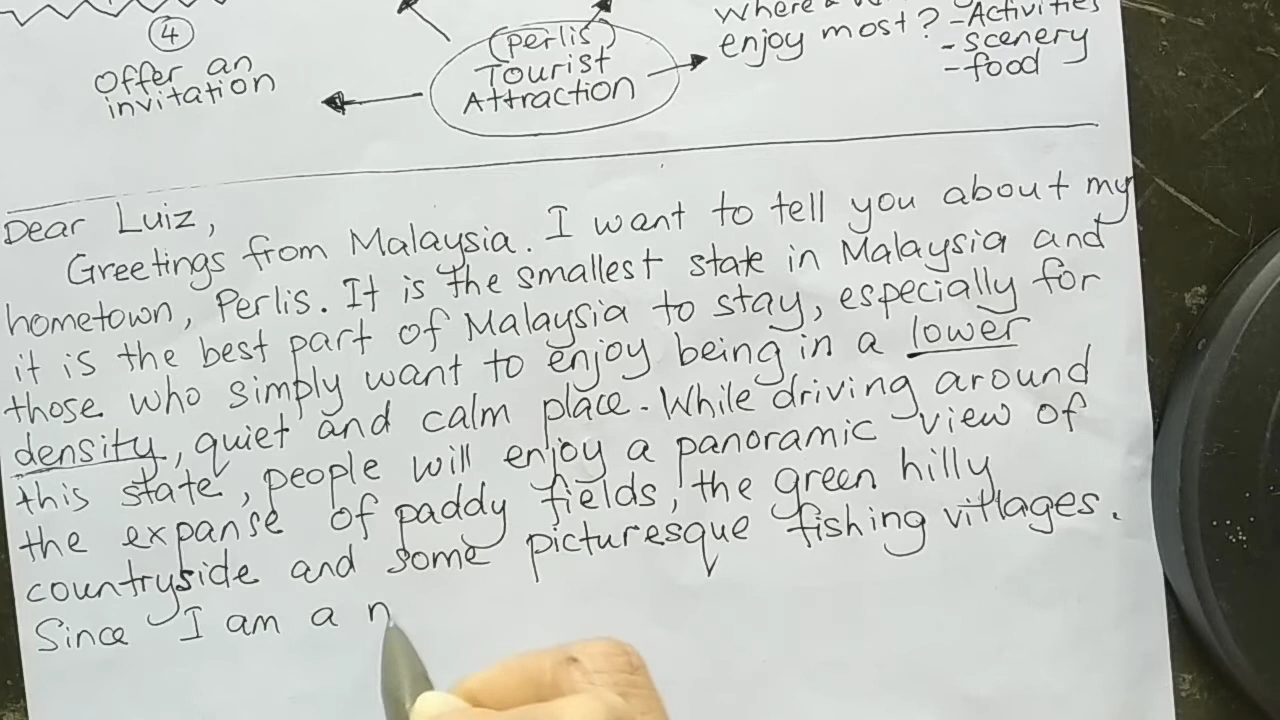 4
Offer an
invitation
(Perlis)
Tourist
Attraction
Where
enjoy most? - Activities
- scenery
- food
Dear Luiz,
Greetings from Malaysia. I want to tell you about my
hometown, Perlis. It is the smallest state in Malaysia and
it is the best part of Malaysia to stay, especially for
those who simply want to enjoy being in a lower
density, quiet and calm place. While driving around
this state, people will enjoy a panoramic view of
the expanse of paddy fields, the green hilly
countryside and some picturesque fishing villages.
Since I am a n